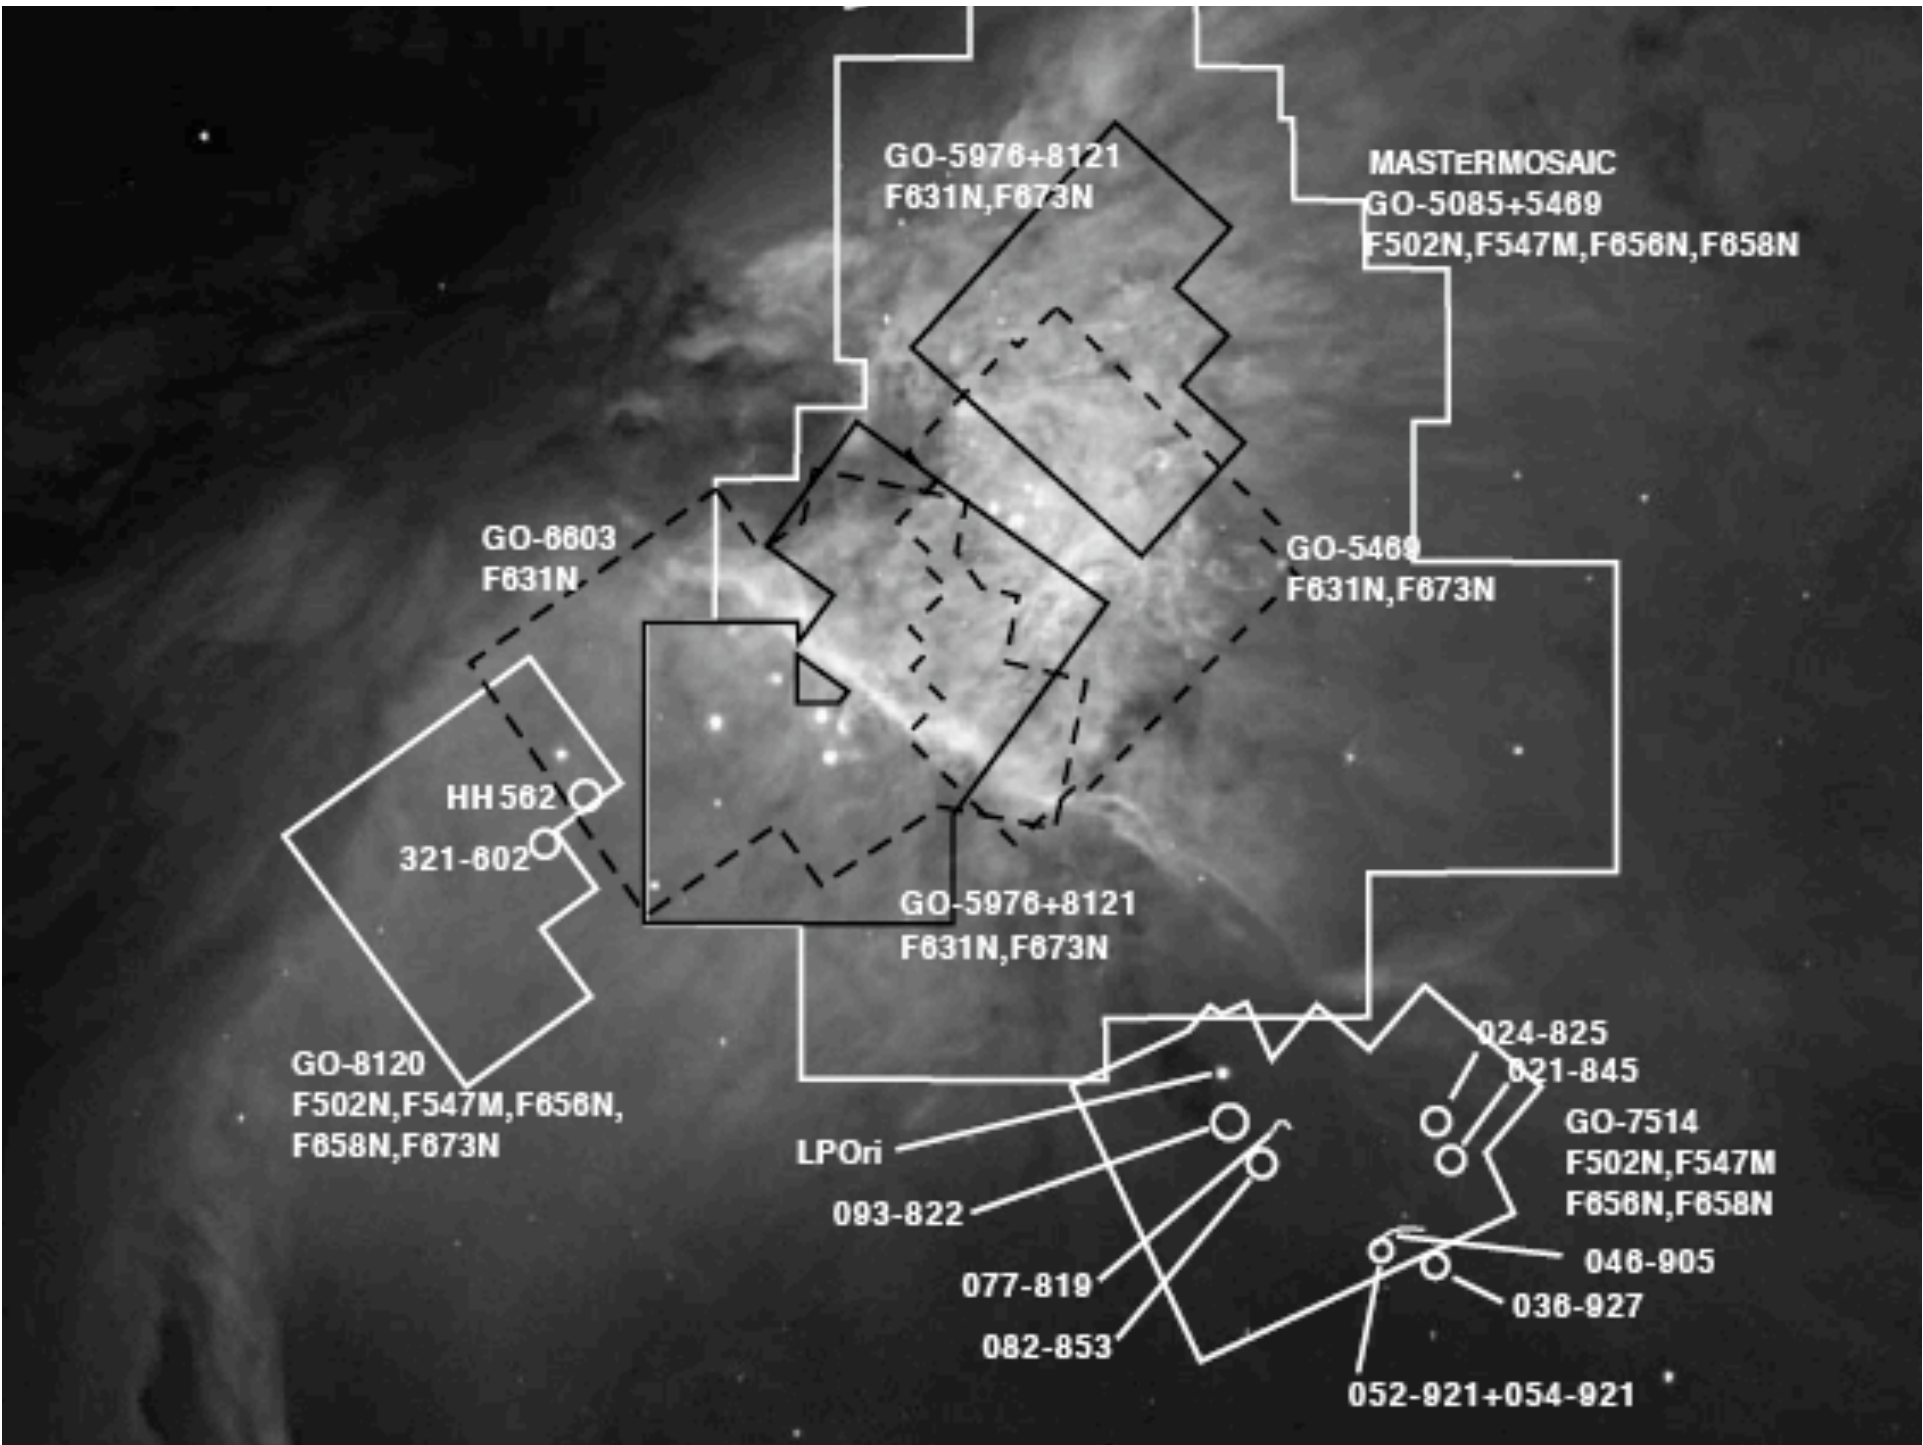 GO-5976+8121
F631N,F673N
MASTERMOSAIC
GO-5085+5469
F502N,F547M,F656N,F658N
GO-6603
F631N
GO-5469
F631N,F673N
HH 562
321-602
GO-5976+8121
F631N,F673N
GO-8120
F502N,F547M,F656N,
F658N,F673N
024-825
021-845
GO-7514
F502N,F547M
F656N,F658N
LPOri
093-822
077-819
082-853
046-905
036-927
052-921+054-921